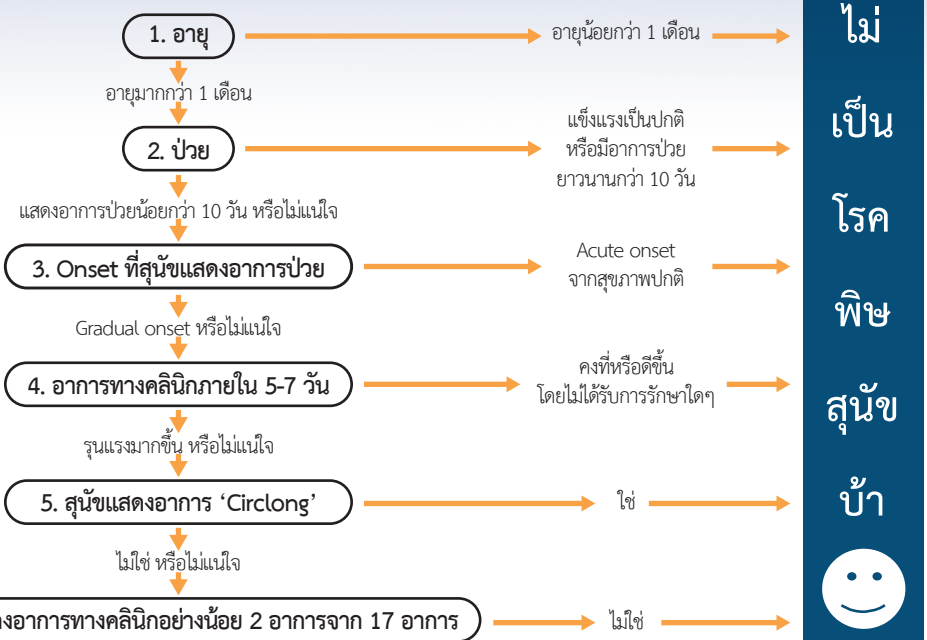 1. อายุ
อายุน้อยกว่า 1 เดือน
อายุมากกว่า 1 เดือน
2. ป่วย
แข็งแรงเป็นปกติ
หรือมีอาการป่วย
ยาวนานกว่า 10 วัน
แสดงอาการป่วยน้อยกว่า 10 วัน หรือไม่แน่ใจ
3. Onset ที่สุนัขแสดงอาการป่วย
Acute onset
จากสุขภาพปกติ
Gradual onset หรือไม่แน่ใจ
4. อาการทางคลินิกภายใน 5-7 วัน
คงที่หรือดีขึ้น
โดยไม่ได้รับการรักษาใดๆ
รุนแรงมากขึ้น หรือไม่แน่ใจ
5. สุนัขแสดงอาการ ‘Circlong’
ใช่
ไม่ใช่ หรือไม่แน่ใจ
งอาการทางคลินิกอย่างน้อย 2 อาการจาก 17 อาการ
ไม่ใช่
ไม่
เป็น
โรค
พิษ
สุนัข
บ้า